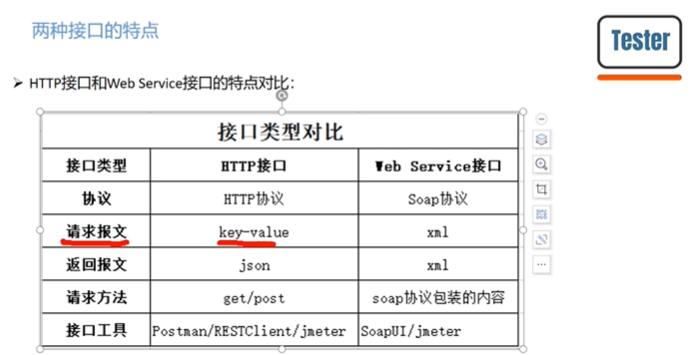 两种接口的特点
Tester
➢ HTTP接口和Web Service接口的特点对比：
接口类型对比
接口类型 HTTP接口 Web Service接口
协议 HTTP协议 Soap协议
请求报文 key-value xml
返回报文 json xml
请求方法 get/post soap协议包装的内容
接口工具 Postman/RESTClient/jmeter SoapUI/jmeter